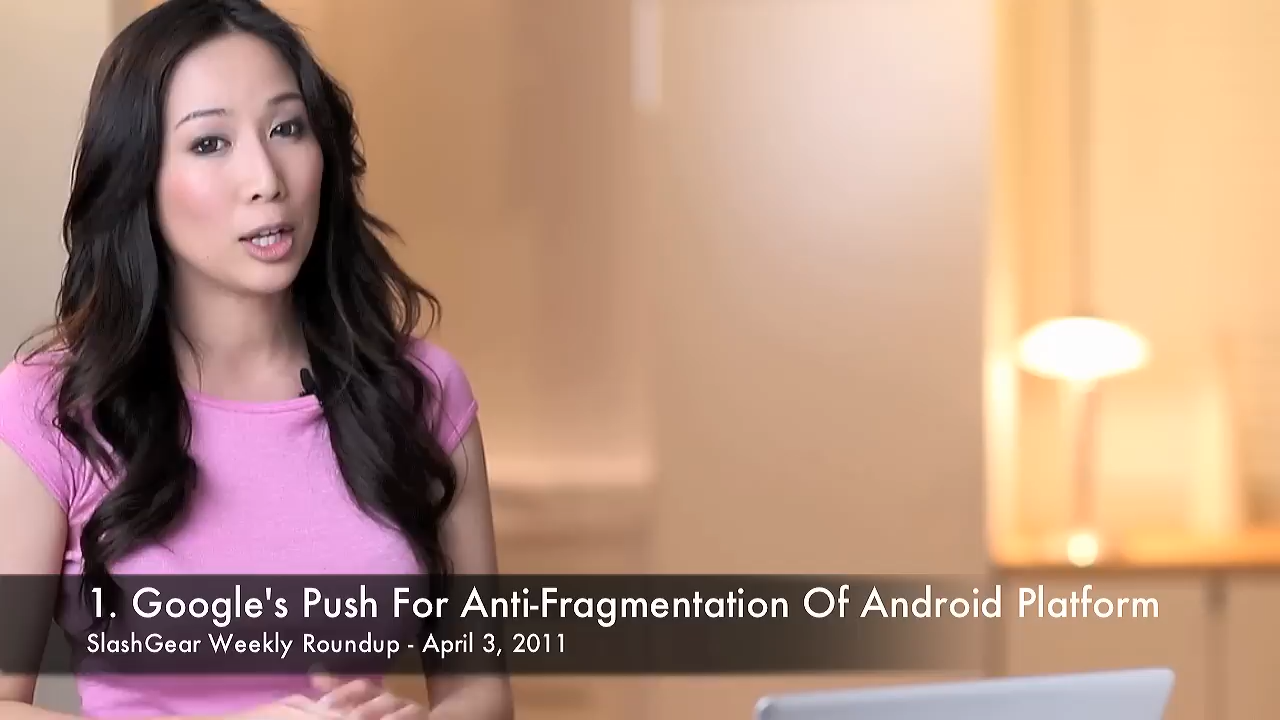 1. Google's Push For Anti-Fragmentation Of Android Platform
SlashGear Weekly Roundup - April 3, 2011